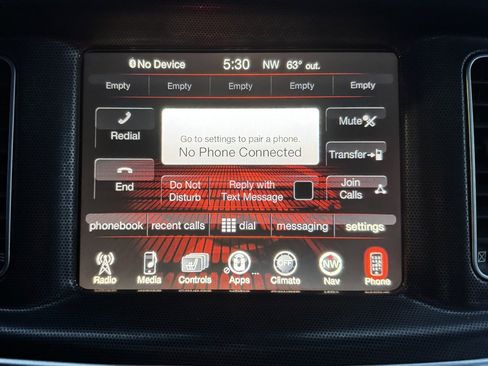 No Device 5:30 NW 63° out.
Empty Empty Empty Empty Empty
Redial
Go to settings to pair a phone.
No Phone Connected
Mute
Transfer
End
Do Not
Disturb
Reply with
Text Message
Join
Calls
phonebook recent calls dial messaging settings
OFF NW
Radio Media Controls Apps Climate Nav Phone